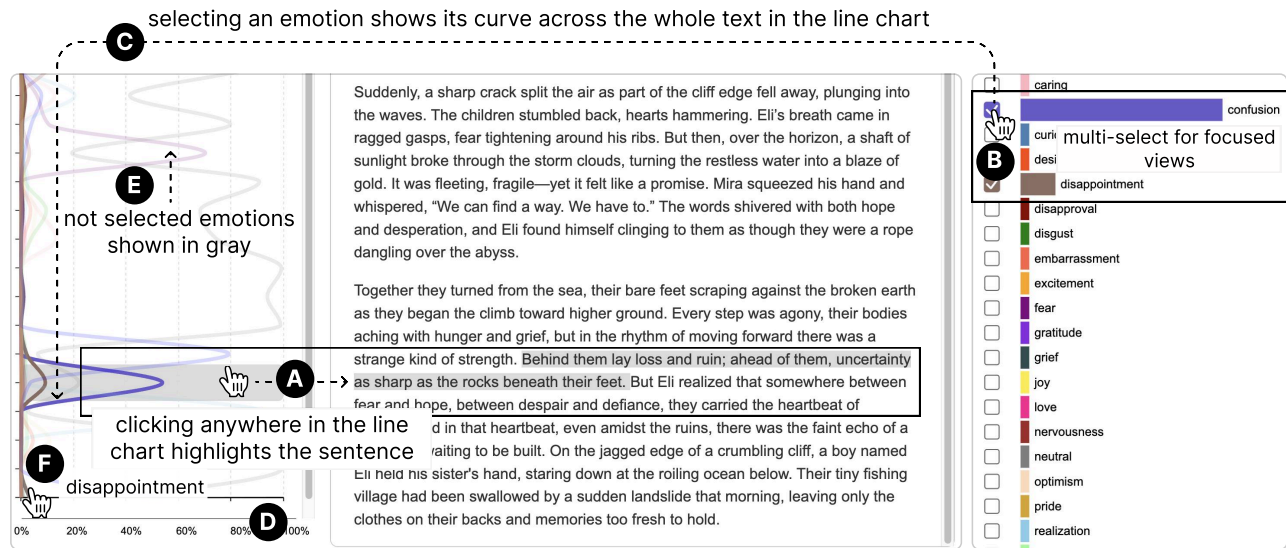 selecting an emotion shows its curve across the whole text in the line chart
C
E
not selected emotions
shown in gray
A
clicking anywhere in the line
chart highlights the sentence
F
disappointment
D
0% 20% 40% 60% 80% 100%
Suddenly, a sharp crack split the air as part of the cliff edge fell away, plunging into
the waves. The children stumbled back, hearts hammering. Eli's breath came in
ragged gasps, fear tightening around his ribs. But then, over the horizon, a shaft of
sunlight broke through the storm clouds, turning the restless water into a blaze of
gold. It was fleeting, fragile—yet it felt like a promise. Mira squeezed his hand and
whispered, “We can find a way. We have to.” The words shivered with both hope
and desperation, and Eli found himself clinging to them as though they were a rope
dangling over the abyss.
Together they turned from the sea, their bare feet scraping against the broken earth
as they began the climb toward higher ground. Every step was agony, their bodies
aching with hunger and grief, but in the rhythm of moving forward there was a
strange kind of strength. Behind them lay loss and ruin; ahead of them, uncertainty
as sharp as the rocks beneath their feet. But Eli realized that somewhere between
fear and hope, between despair and defiance, they carried the heartbeat of
d in that heartbeat, even amidst the ruins, there was the faint echo of a
waiting to be built. On the jagged edge of a crumbling cliff, a boy named
Eli held his sister's hand, staring down at the roiling ocean below. Their tiny fishing
village had been swallowed by a sudden landslide that morning, leaving only the
clothes on their backs and memories too fresh to hold.
caring
confusion
curi
multi-select for focused
views
B
desi
disappointment
disapproval
disgust
embarrassment
excitement
fear
gratitude
grief
joy
love
nervousness
neutral
optimism
pride
realization